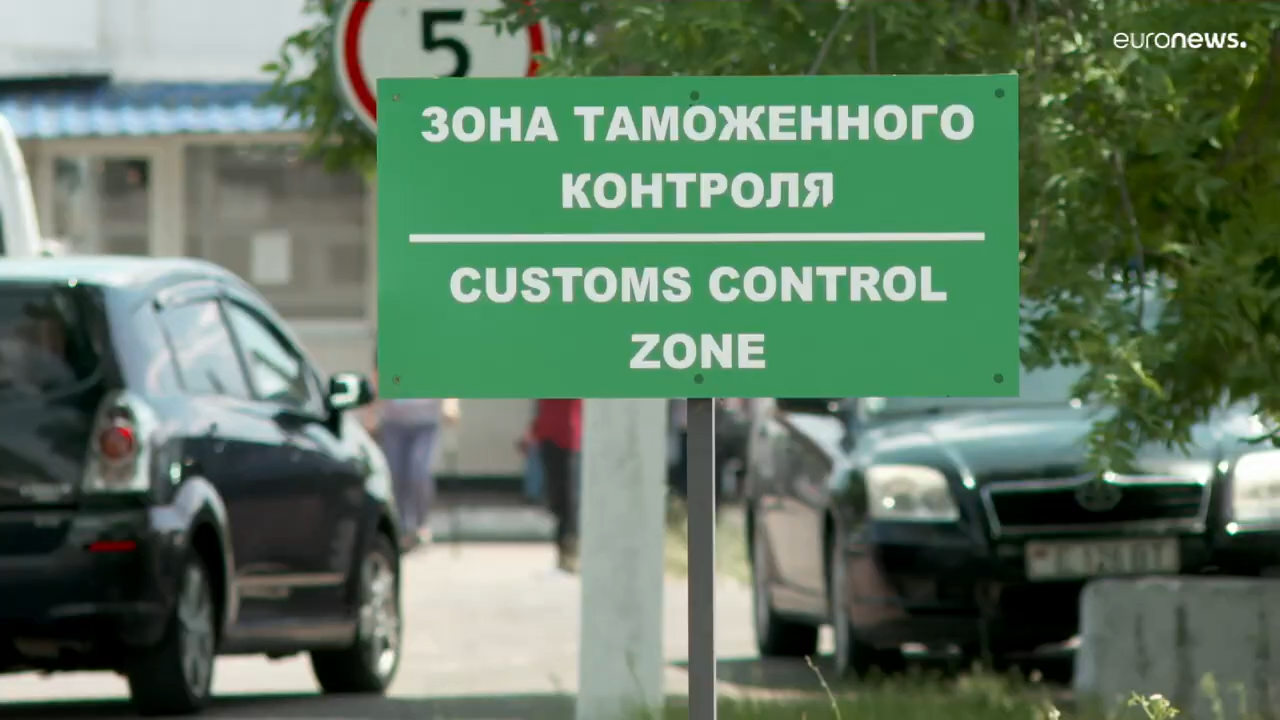 euronews.
5
ЗОНА ТАМОЖЕННОГО
КОНТРОЛЯ
CUSTOMS CONTROL
ZONE